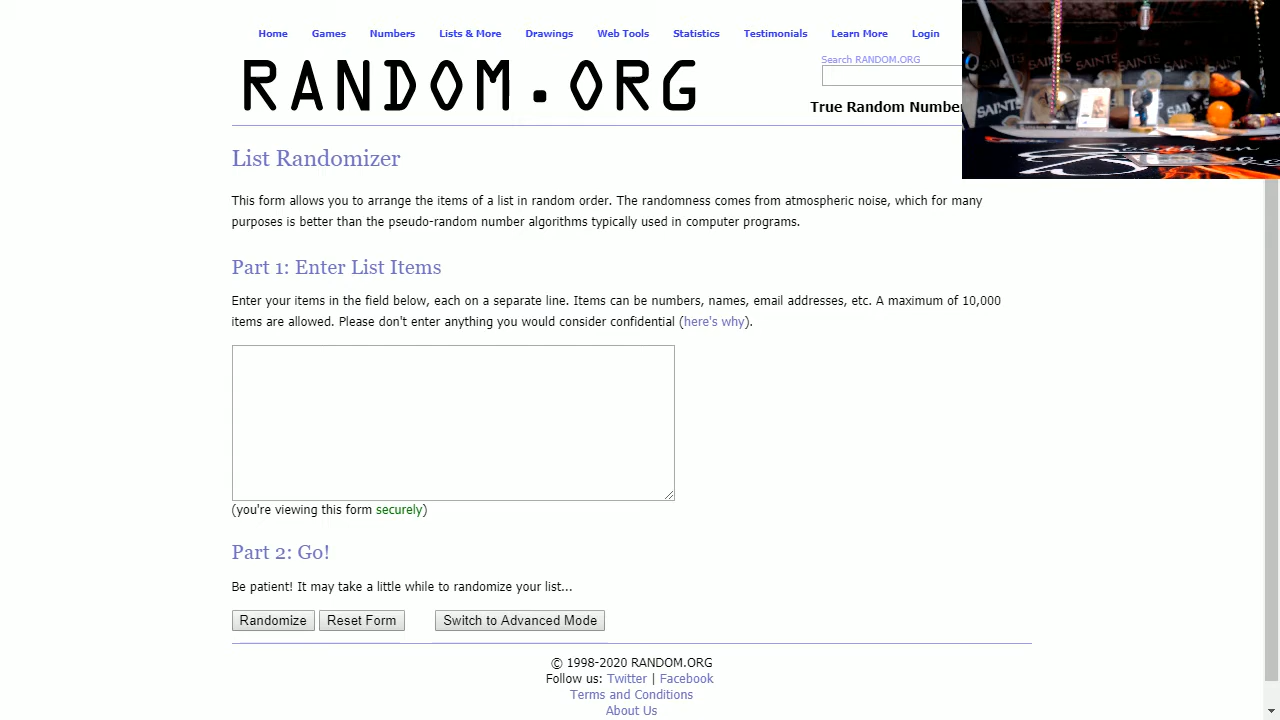 Home Games Numbers Lists & More Drawings Web Tools Statistics Testimonials Learn More Login
RANDOM.ORG
Search RANDOM.ORG
True Random Number
List Randomizer
This form allows you to arrange the items of a list in random order. The randomness comes from atmospheric noise, which for many
purposes is better than the pseudo-random number algorithms typically used in computer programs.
Part 1: Enter List Items
Enter your items in the field below, each on a separate line. Items can be numbers, names, email addresses, etc. A maximum of 10,000
items are allowed. Please don't enter anything you would consider confidential (here's why).
(you're viewing this form securely)
Part 2: Go!
Be patient! It may take a little while to randomize your list...
Randomize Reset Form Switch to Advanced Mode
© 1998-2020 RANDOM.ORG
Follow us: Twitter | Facebook
Terms and Conditions
About Us
SAINTS
Southern